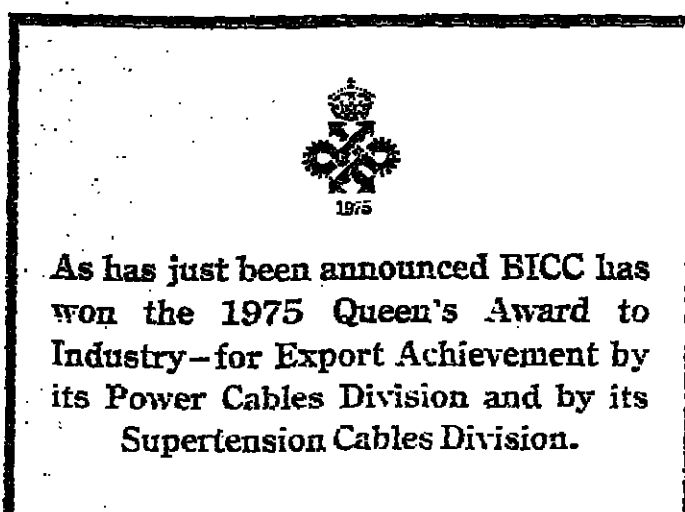 1975
As has just been announced BICC has
won the 1975 Queen's Award to
Industry–for Export Achievement by
its Power Cables Division and by its
Supertension Cables Division.